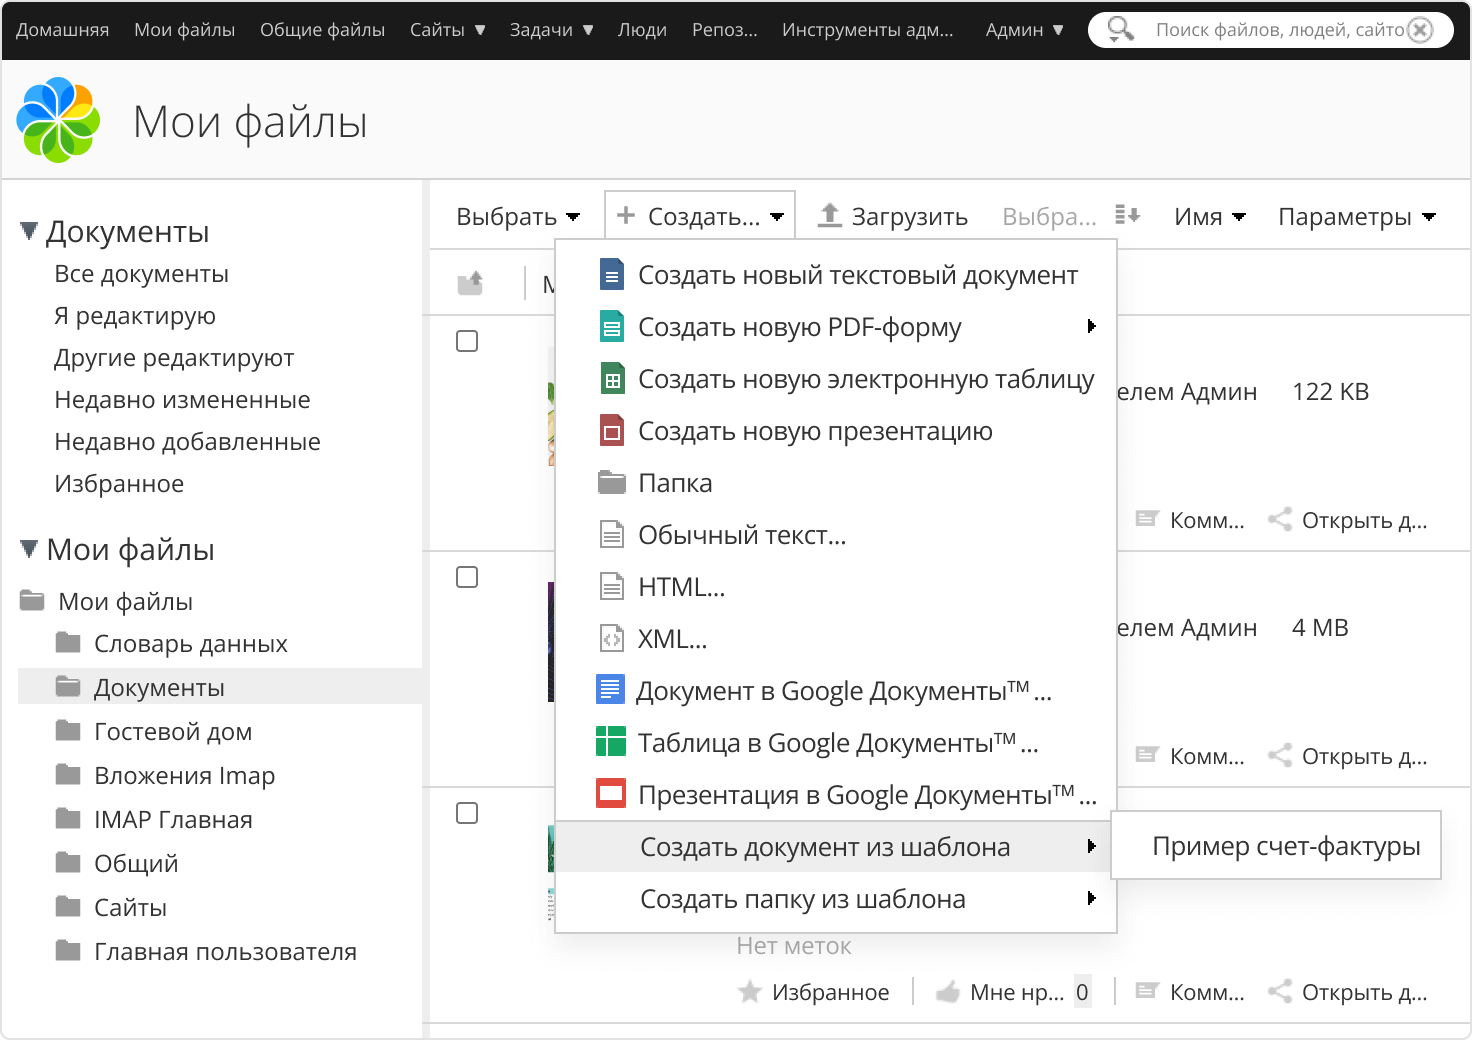 Домашняя Мои файлы Общие файлы Сайты Задачи Люди Репоз... Инструменты адм... Админ Поиск файлов, людей, сайто
Мои файлы
Документы
Все документы
Я редактирую
Другие редактируют
Недавно измененные
Недавно добавленные
Избранное
Мои файлы
Мои файлы
Словарь данных
Документы
Гостевой дом
Вложения Imap
IMAP Главная
Общий
Сайты
Главная пользователя
Выбрать Создать... Загрузить Выбра... Имя Параметры
Создать новый текстовый документ
Создать новую PDF-форму
Создать новую электронную таблицу
Создать новую презентацию
Папка
Обычный текст...
HTML...
XML...
Документ в Google Документы™ ...
Таблица в Google Документы™ ...
Презентация в Google Документы™ ...
Создать документ из шаблона
Создать папку из шаблона
Пример счет-фактуры
елем Админ 122 KB
Комм... Открыть д...
елем Админ 4 MB
Комм... Открыть д...
Нет меток
Избранное Мне нр... 0 Комм... Открыть д...